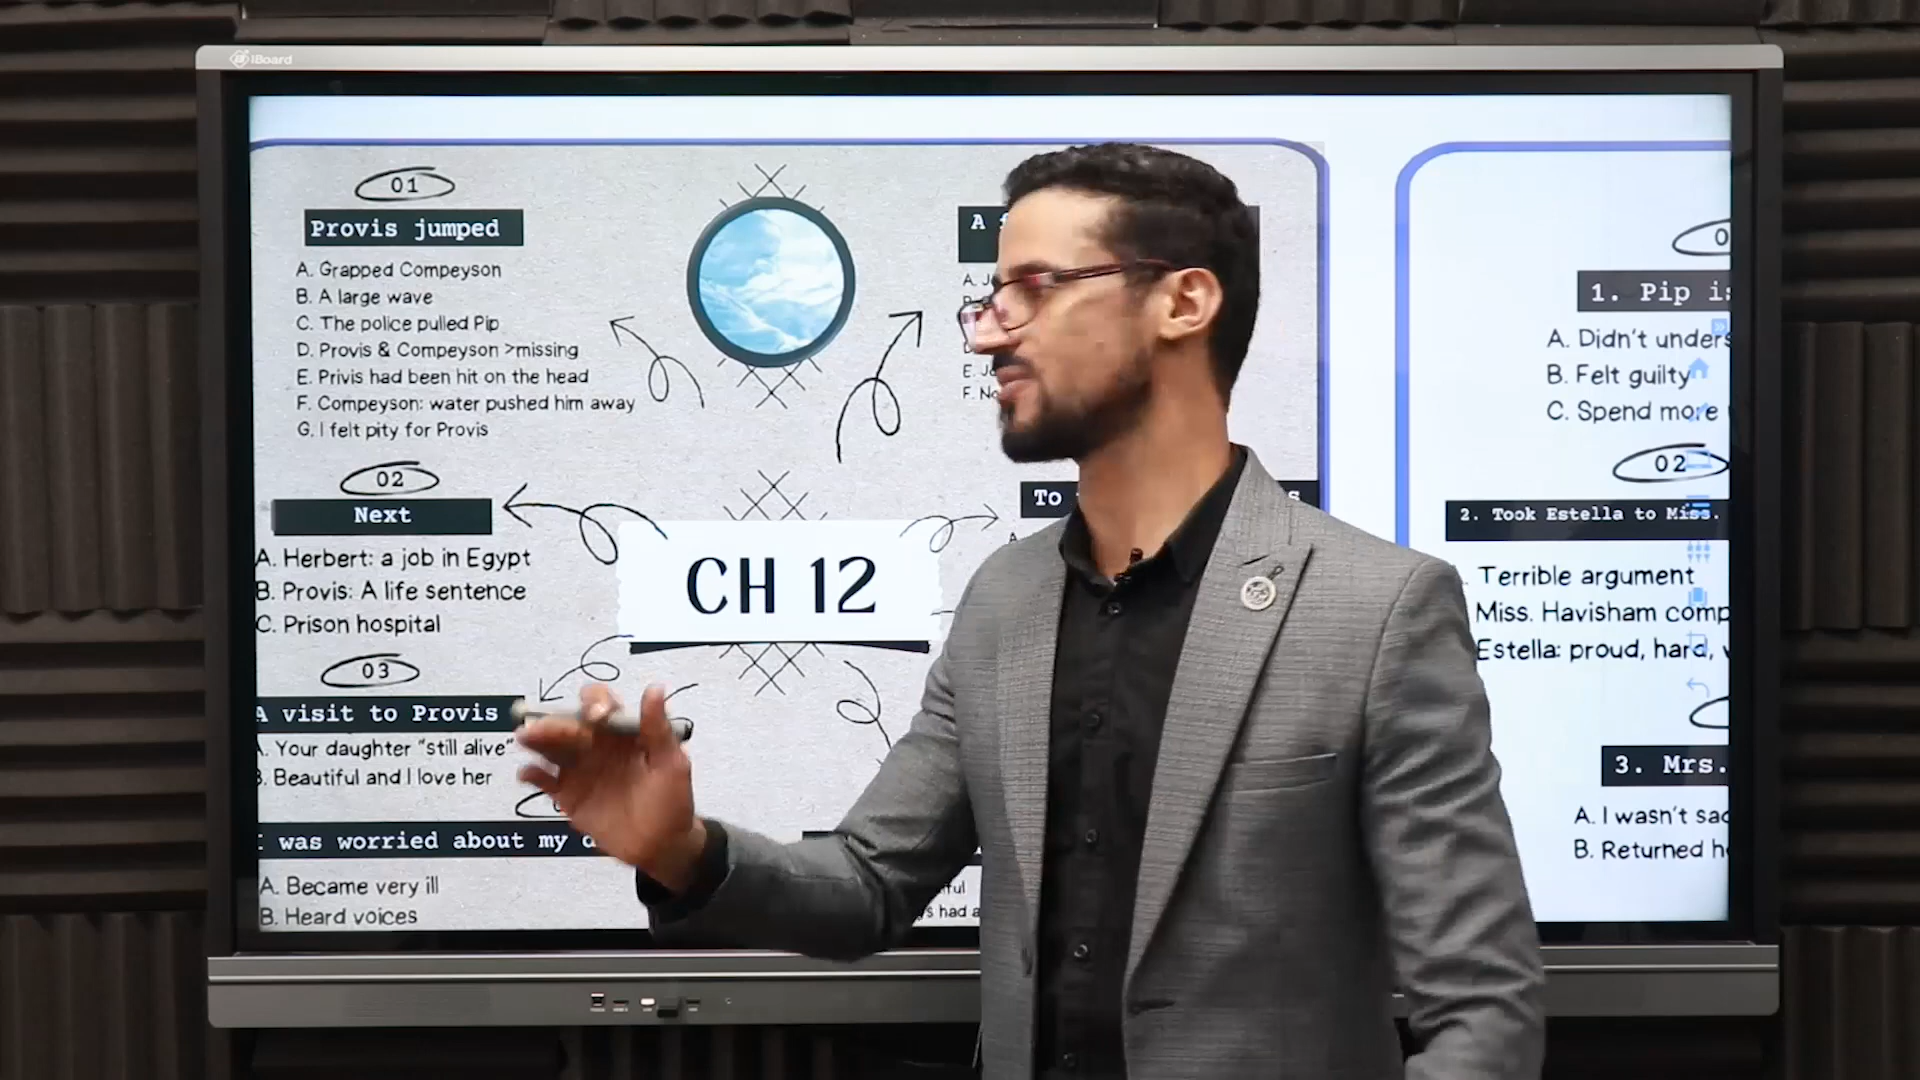 IBoard
01
Provis jumped
A. Grapped Compeyson
B. A large wave
C. The police pulled Pip
D. Provis & Compeyson >missing
E. Privis had been hit on the head
F. Compeyson: water pushed him away
G. I felt pity for Provis
02
Next
A. Herbert: a job in Egypt
B. Provis: A life sentence
C. Prison hospital
03
A visit to Provis
A. Your daughter "still alive"
B. Beautiful and I love her
I was worried about my
A. Became very ill
B. Heard voices
CH 12
A
A.
E.
F.
To
A
had a
1. Pip
A. Didn't
B. Felt guilty
C. Spend more
02
2. Took Estella to Miss.
Terrible argument
Miss. Havisham
Estella: proud, hard,
3. Mrs.
A. I wasn't
B. Returned